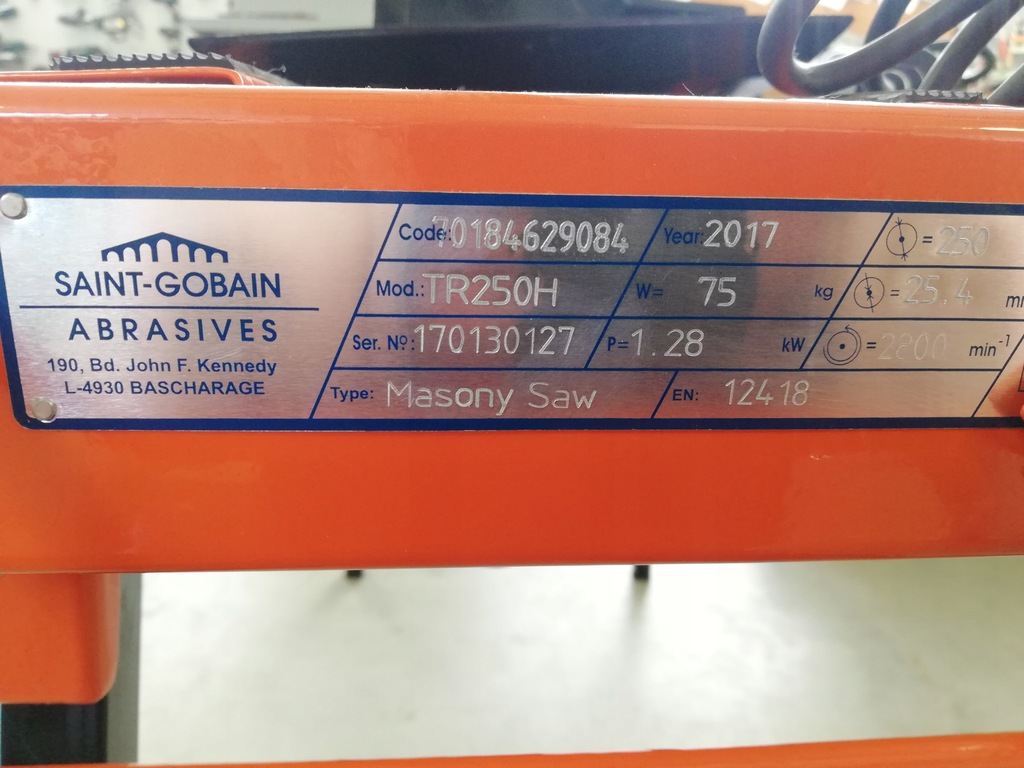 SAINT-GOBAIN
ABRASIVES
190, Bd. John F. Kennedy
L-4930 BASCHARAGE
Code: 70184629084 Year: 2017 = 250
Mod.: TR250H W= 75 kg = 25.4
Ser. Nº: 170130127 P= 1.28 kW = 2800 min⁻¹
Type: Masony Saw EN: 12418